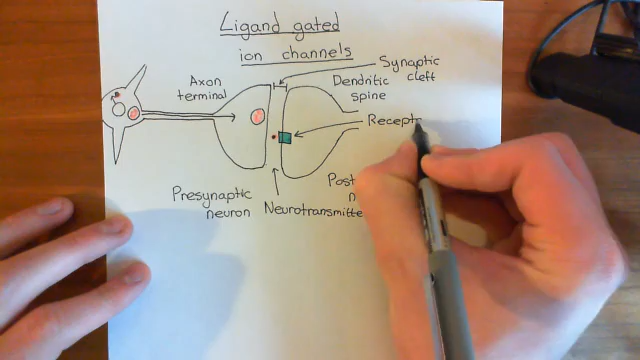 Ligand gated
ion channels
Synaptic
cleft
Axon
terminal
Dendritic
spine
Recept
Presynaptic
neuron
Post
n
Neurotransmitte